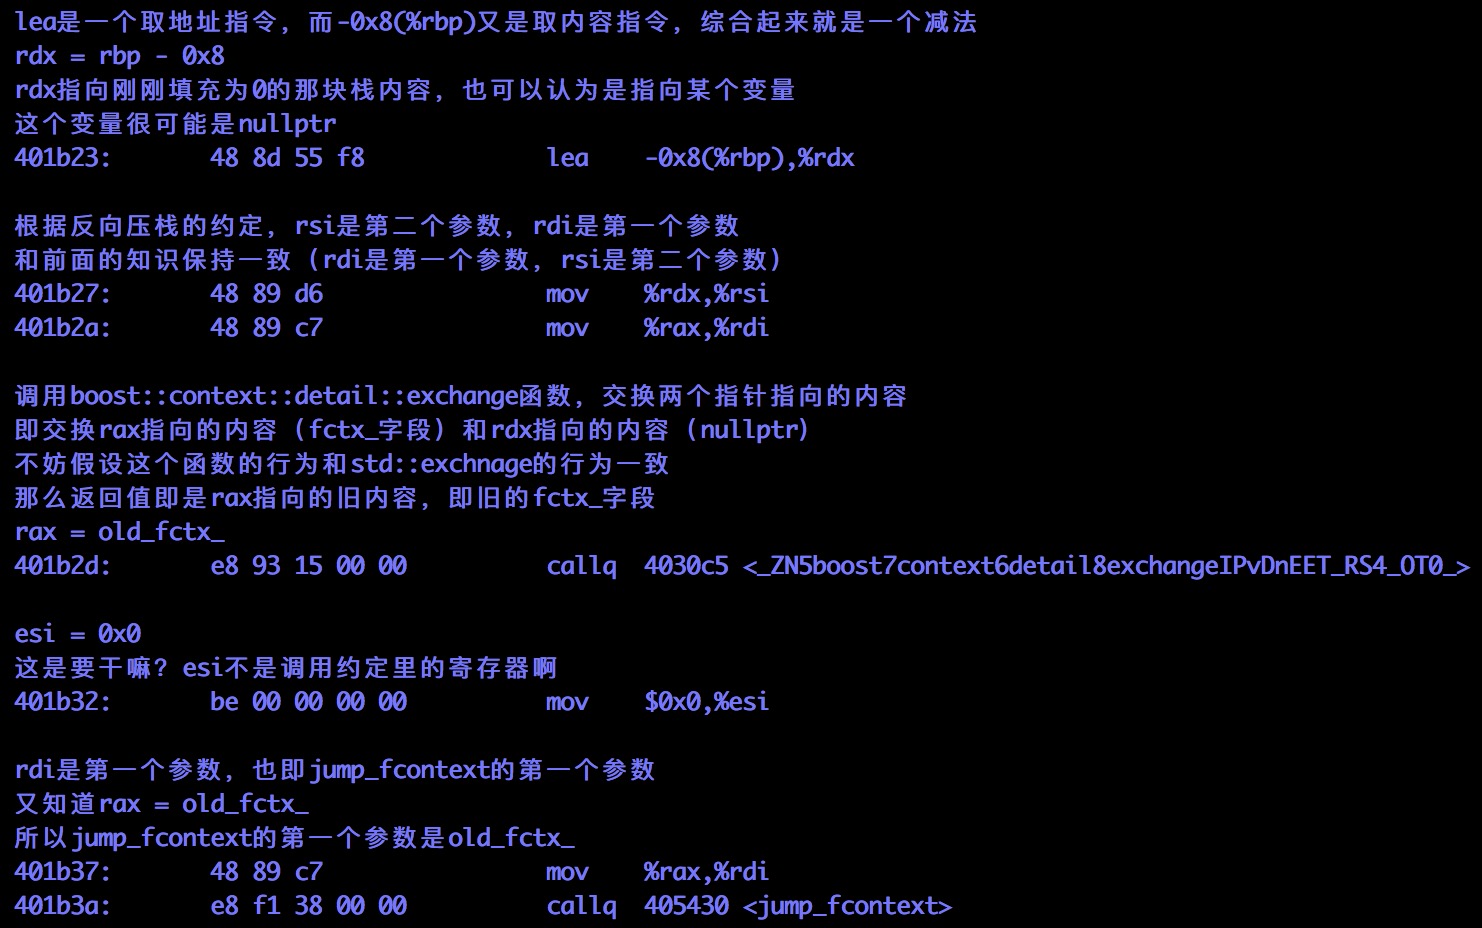 lea是一个取地址指令，而-0x8(%rbp)又是取内容指令，综合起来就是一个减法
rdx = rbp - 0x8
rdx指向刚刚填充为0的那块栈内容，也可以认为是指向某个变量
这个变量很可能是nullptr
401b23: 48 8d 55 f8 lea -0x8(%rbp),%rdx
根据反向压栈的约定，rsi是第二个参数，rdi是第一个参数
和前面的知识保持一致（rdi是第一个参数，rsi是第二个参数）
401b27: 48 89 d6 mov %rdx,%rsi
401b2a: 48 89 c7 mov %rax,%rdi
调用boost::context::detail::exchange函数，交换两个指针指向的内容
即交换rax指向的内容（fctx_字段）和rdx指向的内容（nullptr）
不妨假设这个函数的行为和std::exchnage的行为一致
那么返回值即是rax指向的旧内容，即旧的fctx_字段
rax = old_fctx_
401b2d: e8 93 15 00 00 callq 4030c5 <_ZN5boost7context6detail8exchangeIPvDnEET_RS4_OT0_>
esi = 0x0
这是要干嘛？esi不是调用约定里的寄存器啊
401b32: be 00 00 00 00 mov $0x0,%esi
rdi是第一个参数，也即jump_fcontext的第一个参数
又知道rax = old_fctx_
所以jump_fcontext的第一个参数是old_fctx_
401b37: 48 89 c7 mov %rax,%rdi
401b3a: e8 f1 38 00 00 callq 405430 <jump_fcontext>